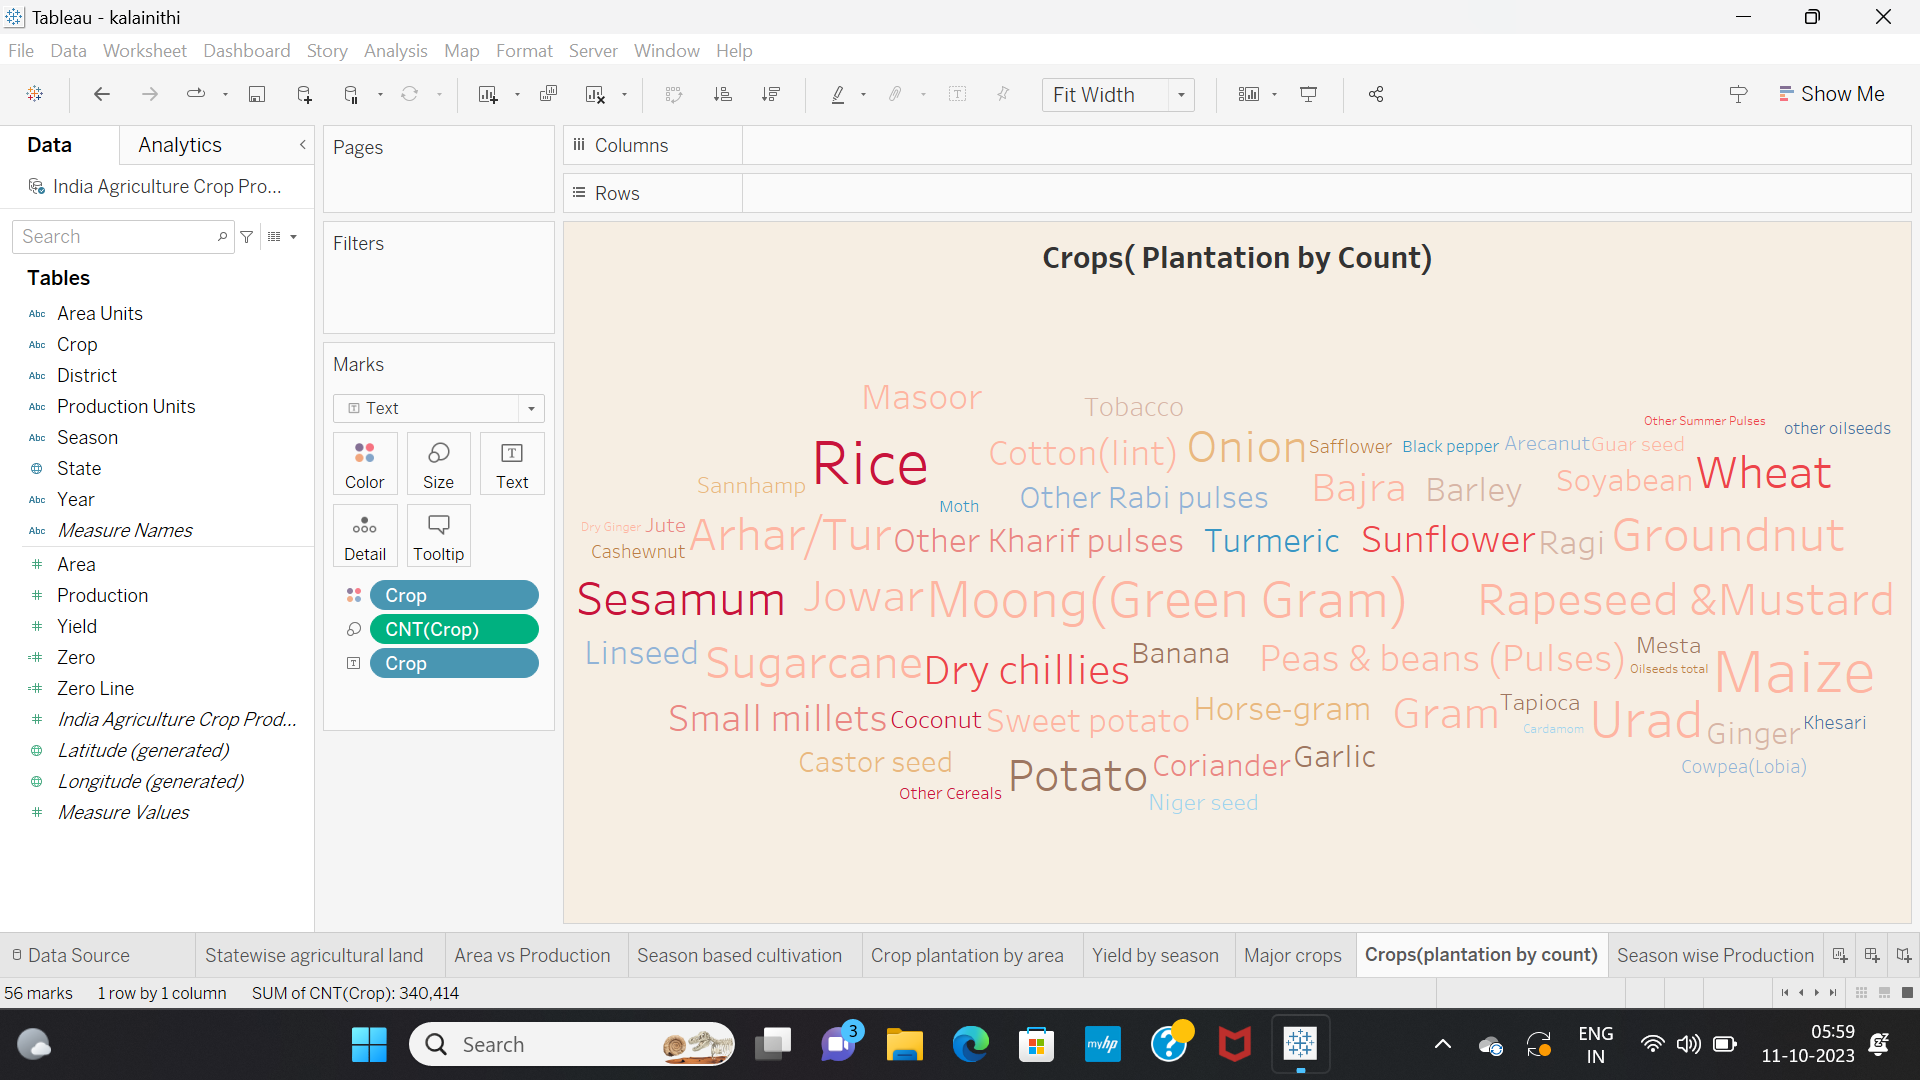 Tableau - kalainithi
File Data Worksheet Dashboard Story Analysis Map Format Server Window Help
Fit Width
Show Me
Data Analytics
India Agriculture Crop Pro...
Search
Tables
Abc Area Units
Abc Crop
Abc District
Abc Production Units
Abc Season
State
Abc Year
Abc Measure Names
# Area
# Production
# Yield
=# Zero
=# Zero Line
# India Agriculture Crop Prod...
Latitude (generated)
Longitude (generated)
# Measure Values
Pages
Filters
Marks
T Text
Color
Size
T Text
Detail
Tooltip
Crop
CNT(Crop)
T Crop
Columns
Rows
Crops( Plantation by Count)
Masoor
Tobacco
Other Summer Pulses
other oilseeds
Rice
Cotton(lint)
Onion
Safflower
Black pepper
Arecanut
Guar seed
Sannhamp
Moth
Other Rabi pulses
Bajra
Barley
Soyabean
Wheat
Dry Ginger
Jute
Cashewnut
Arhar/Tur
Other Kharif pulses
Turmeric
Sunflower
Ragi
Groundnut
Sesamum
Jowar
Moong(Green Gram)
Rapeseed &Mustard
Linseed
Sugarcane
Dry chillies
Banana
Peas & beans (Pulses)
Mesta
Oilseeds total
Maize
Small millets
Coconut
Sweet potato
Horse-gram
Gram
Tapioca
Cardamom
Urad
Ginger
Khesari
Castor seed
Other Cereals
Potato
Coriander
Garlic
Niger seed
Cowpea(Lobia)
Data Source
Statewise agricultural land
Area vs Production
Season based cultivation
Crop plantation by area
Yield by season
Major crops
Crops(plantation by count)
Season wise Production
56 marks 1 row by 1 column SUM of CNT(Crop): 340,414
Search
3
myhp
?
ENG
IN
05:59
11-10-2023